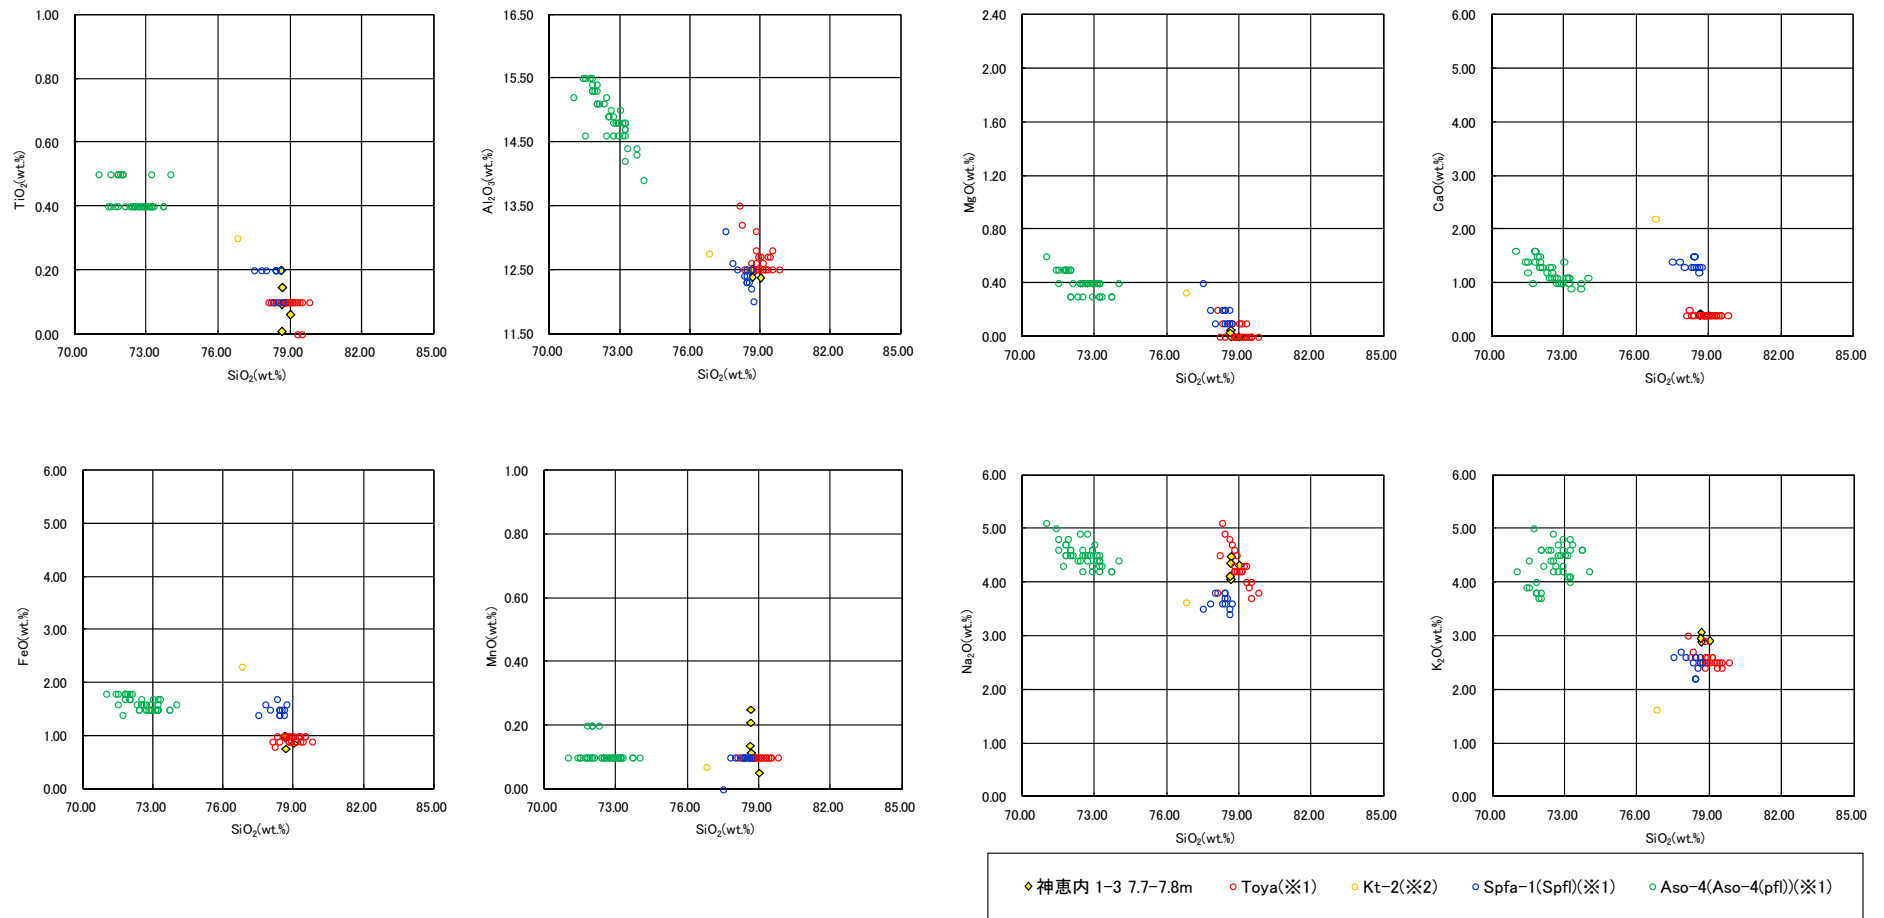 1.00
0.80
0.60
0.40
0.20
0.00
TiO2(wt.%)
70.00 73.00 76.00 79.00 82.00 85.00
SiO2(wt.%)
16.50
15.50
14.50
13.50
12.50
11.50
Al2O3(wt.%)
70.00 73.00 76.00 79.00 82.00 85.00
SiO2(wt.%)
2.40
2.00
1.60
1.20
0.80
0.40
0.00
MgO(wt.%)
70.00 73.00 76.00 79.00 82.00 85.00
SiO2(wt.%)
6.00
5.00
4.00
3.00
2.00
1.00
0.00
CaO(wt.%)
70.00 73.00 76.00 79.00 82.00 85.00
SiO2(wt.%)
6.00
5.00
4.00
3.00
2.00
1.00
0.00
FeO(wt.%)
70.00 73.00 76.00 79.00 82.00 85.00
SiO2(wt.%)
1.00
0.80
0.60
0.40
0.20
0.00
MnO(wt.%)
70.00 73.00 76.00 79.00 82.00 85.00
SiO2(wt.%)
6.00
5.00
4.00
3.00
2.00
1.00
0.00
Na2O(wt.%)
70.00 73.00 76.00 79.00 82.00 85.00
SiO2(wt.%)
6.00
5.00
4.00
3.00
2.00
1.00
0.00
K2O(wt.%)
70.00 73.00 76.00 79.00 82.00 85.00
SiO2(wt.%)
神恵内 1-3 7.7-7.8m Toya(※1) Kt-2(※2) Spfa-1(Spfl)(※1) Aso-4(Aso-4(pfl))(※1)